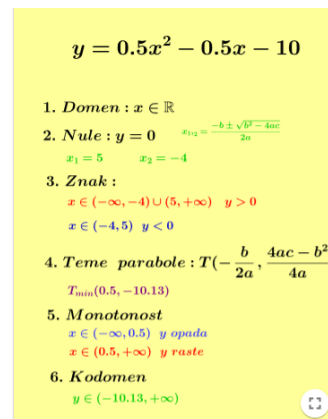 y = 0.5x² − 0.5x − 10
1. Domen : x ∈ ℝ
2. Nule : y = 0 x₁,₂ = (−b ± √(b² − 4ac))/2a
x₁ = 5 x₂ = −4
3. Znak :
x ∈ (−∞, −4) ∪ (5, +∞) y > 0
x ∈ (−4, 5) y < 0
4. Teme parabole : T(−b/2a, (4ac − b²)/4a
T_min(0.5, −10.13)
5. Monotonost
x ∈ (−∞, 0.5) y opada
x ∈ (0.5, +∞) y raste
6. Kodomen
y ∈ (−10.13, +∞)